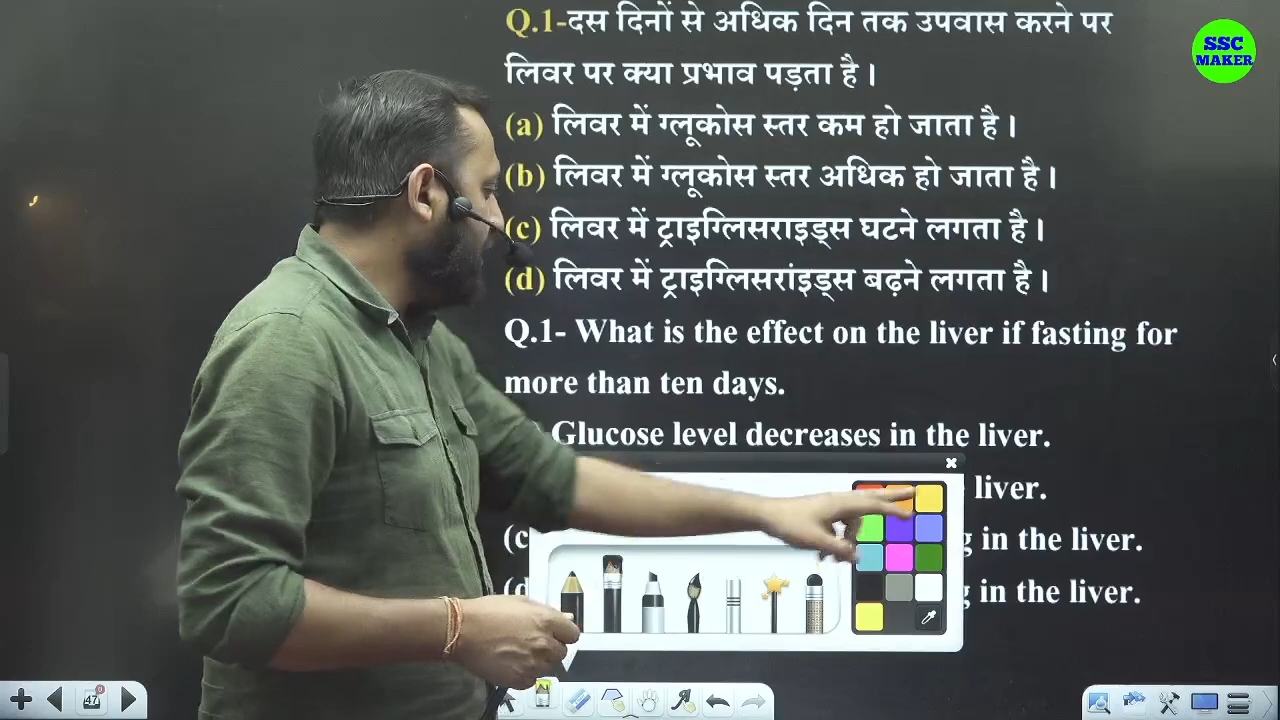 Q.1-दस दिनों से अधिक दिन तक उपवास करने पर
लिवर पर क्या प्रभाव पड़ता है।
(a) लिवर में ग्लूकोस स्तर कम हो जाता है।
(b) लिवर में ग्लूकोस स्तर अधिक हो जाता है।
(c) लिवर में ट्राइग्लिसराइड्स घटने लगता है।
(d) लिवर में ट्राइग्लिसरांइड्स बढ़ने लगता है।
Q.1- What is the effect on the liver if fasting for
more than ten days.
Glucose level decreases in the liver.
liver.
(c in the liver.
(d in the liver.
SSC
MAKER
47